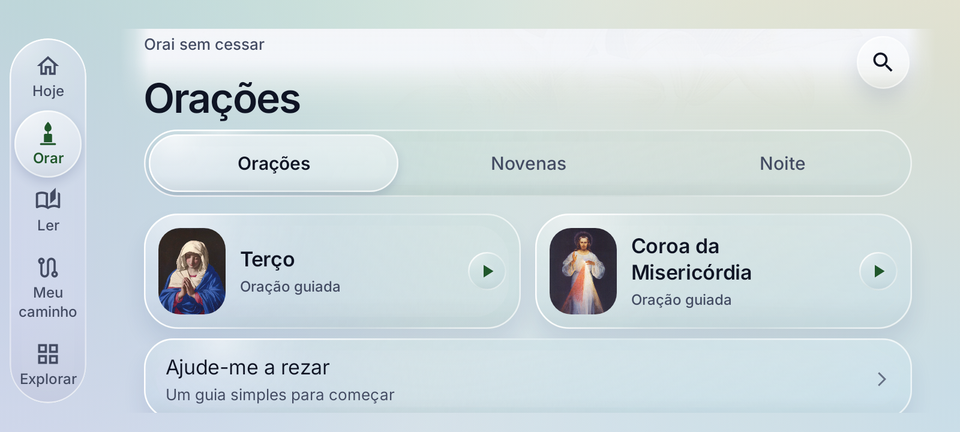 Orai sem cessar
Orações
Hoje
Orar
Ler
Meu
caminho
Explorar
Orações
Novenas
Noite
Terço
Oração guiada
Coroa da
Misericórdia
Oração guiada
Ajude-me a rezar
Um guia simples para começar